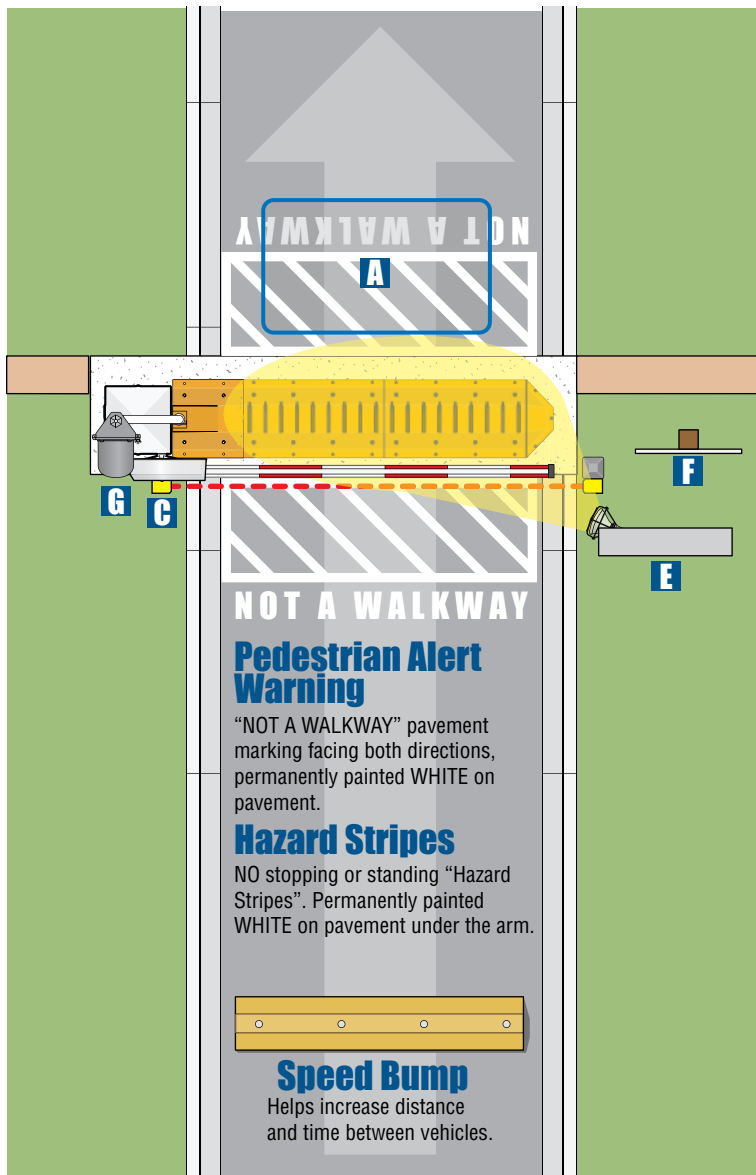 NOT A WALKWAY
A
G
C
F
E
NOT A WALKWAY
Pedestrian Alert
Warning
“NOT A WALKWAY” pavement
marking facing both directions,
permanently painted WHITE on
pavement.
Hazard Stripes
NO stopping or standing “Hazard
Stripes”. Permanently painted
WHITE on pavement under the arm.
Speed Bump
Helps increase distance
and time between vehicles.